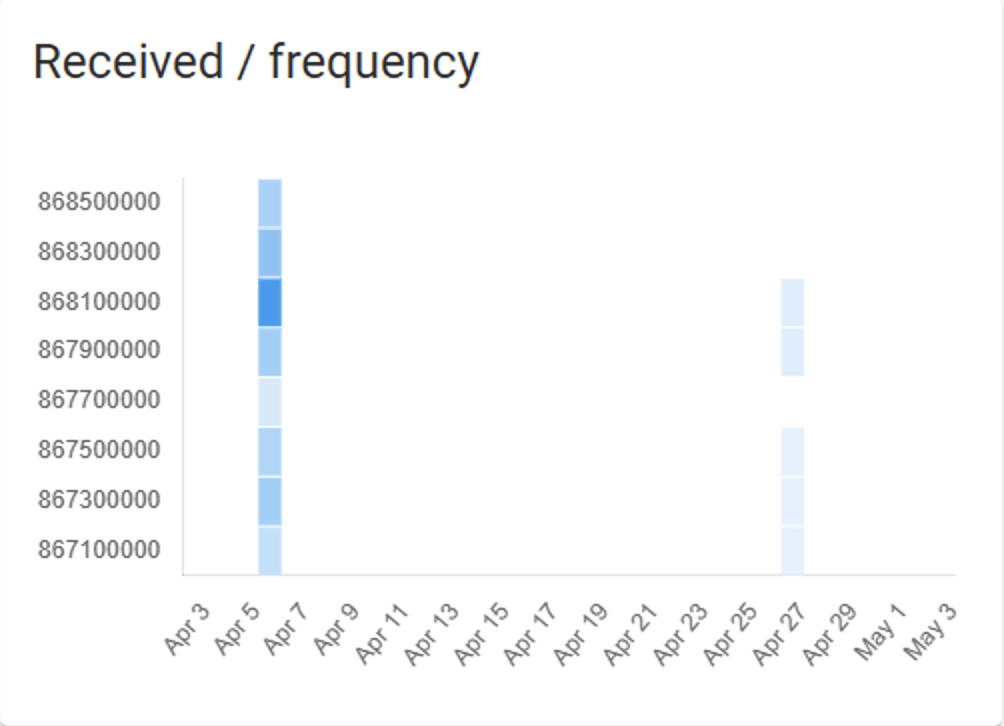 Received / frequency
868500000
868300000
868100000
867900000
867700000
867500000
867300000
867100000
Apr 3
Apr 5
Apr 7
Apr 9
Apr 11
Apr 13
Apr 15
Apr 17
Apr 19
Apr 21
Apr 23
Apr 25
Apr 27
Apr 29
May 1
May 3